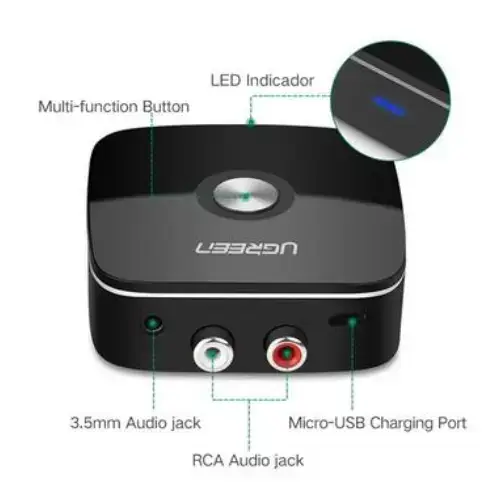 LED Indicador
Multi-function Button
UGREEN
3.5mm Audio jack
Micro-USB Charging Port
RCA Audio jack